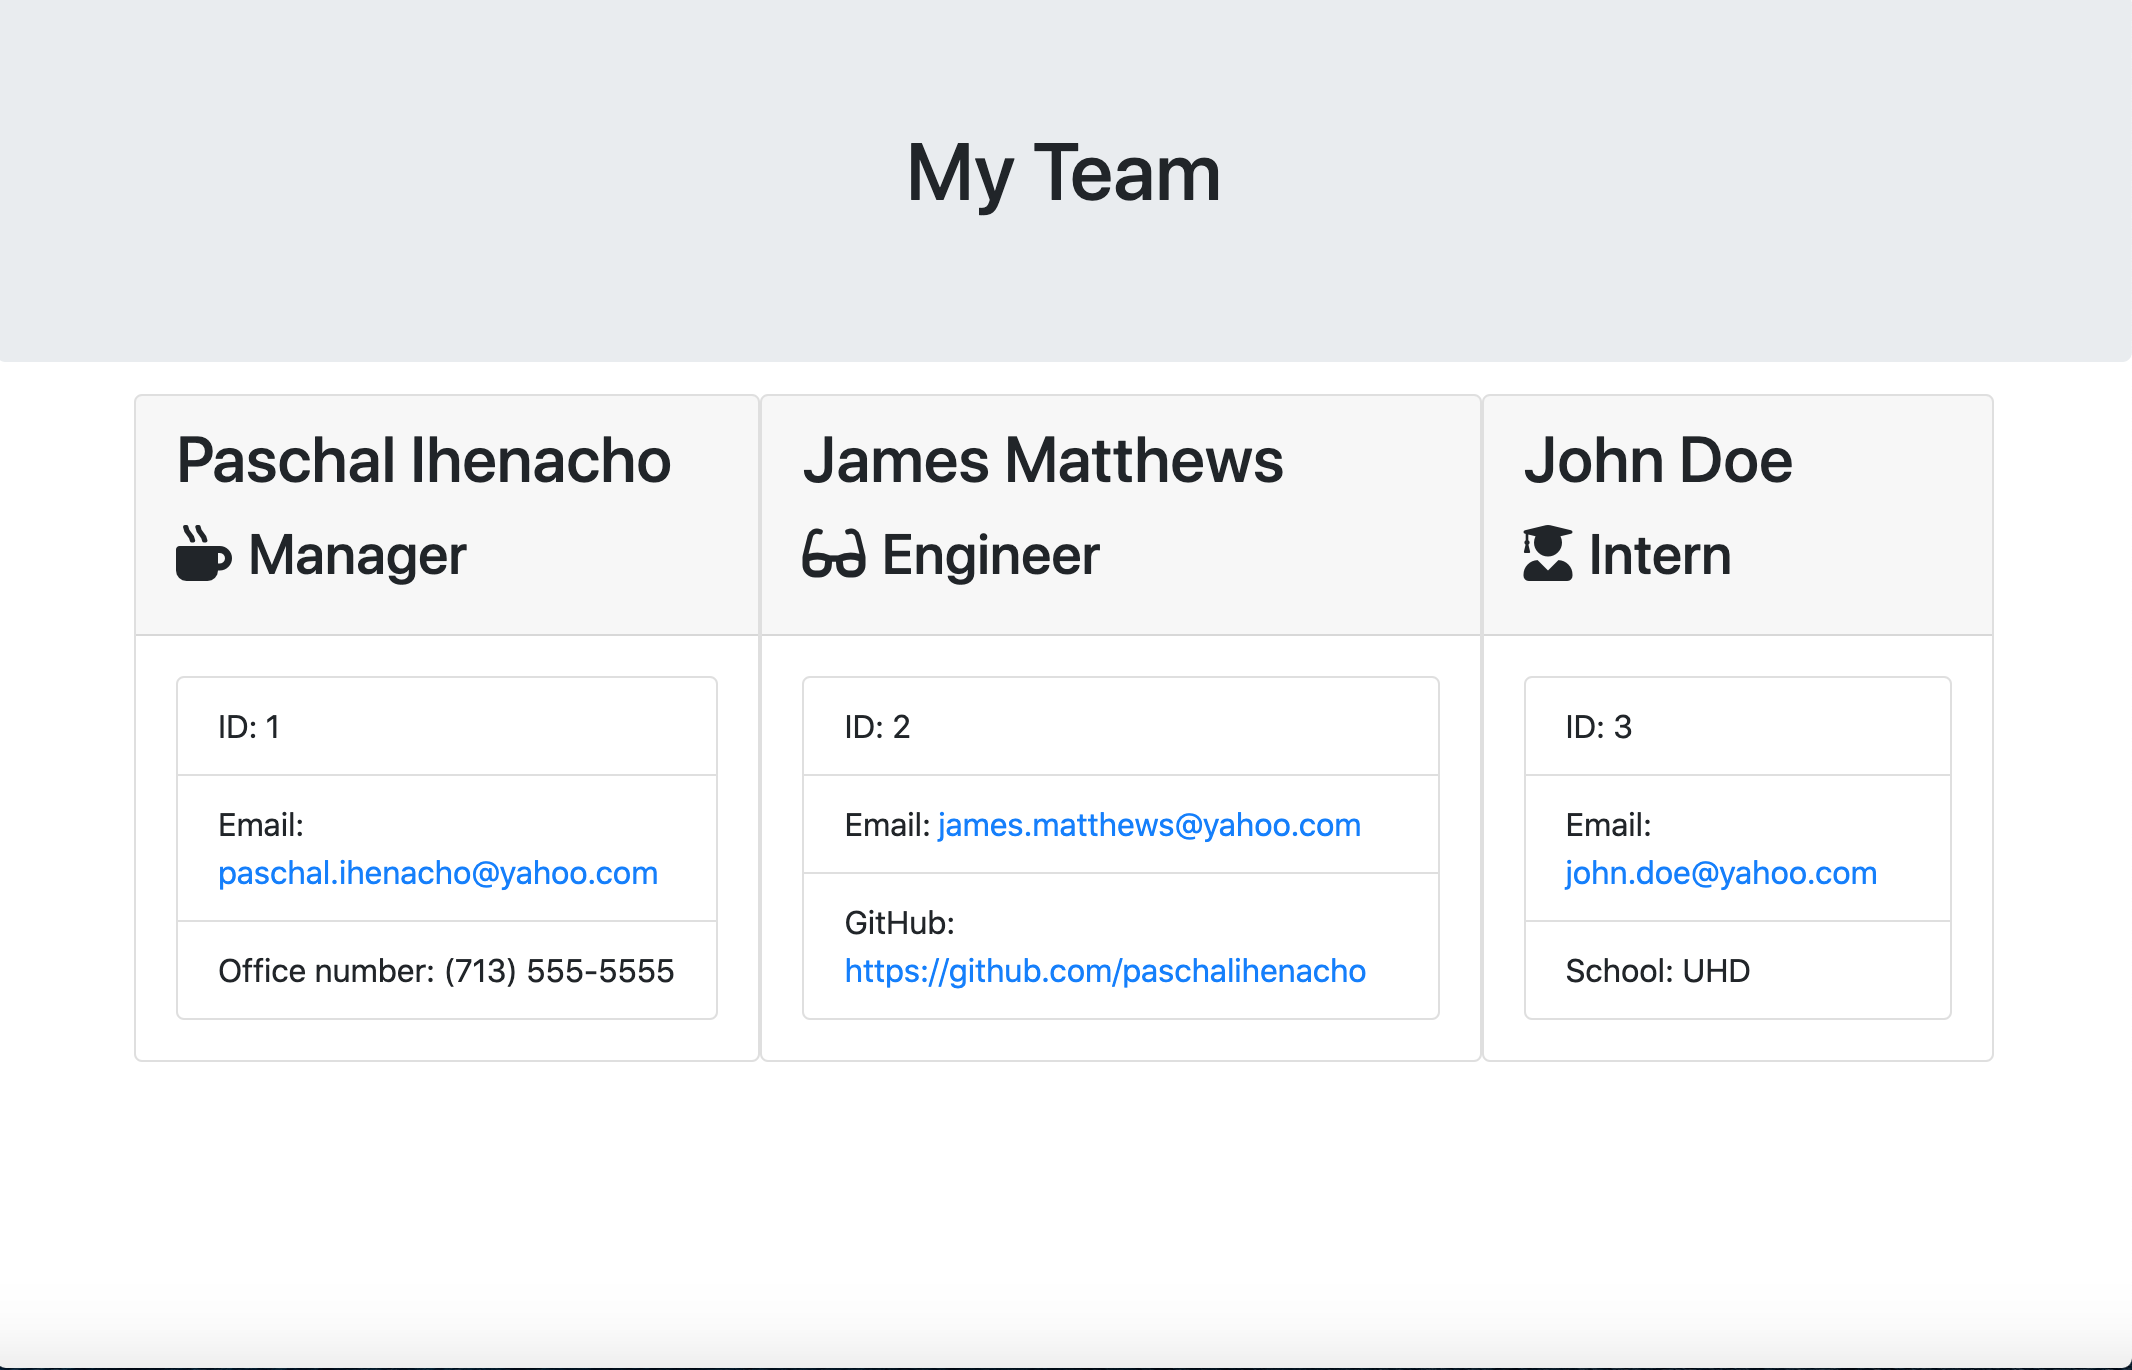 My Team
Paschal Ihenacho
Manager
ID: 1
Email:
paschal.ihenacho@yahoo.com
Office number: (713) 555-5555
James Matthews
Engineer
ID: 2
Email: james.matthews@yahoo.com
GitHub:
https://github.com/paschalihenacho
John Doe
Intern
ID: 3
Email:
john.doe@yahoo.com
School: UHD